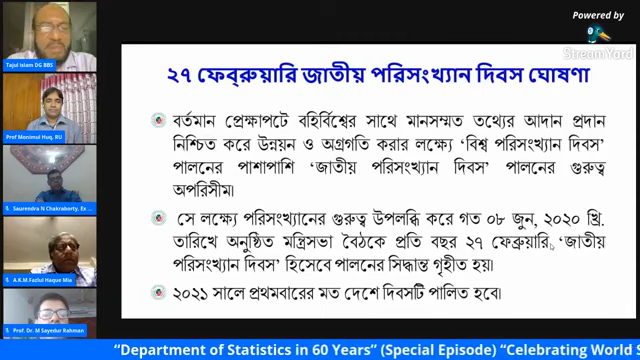 Powered by
StreamYard
Tajul islam DG BBS
Prof Menimul Huq, RU
Saurendra N Chakraborty, Ex ...
A.K.M.Fazlul Haque Mia
Prof. Dr. M Sayedur Rahman
২৭ ফেব্রুয়ারি জাতীয় পরিসংখ্যান দিবস ঘোষণা
বর্তমান প্রেক্ষাপটে বহির্বিশ্বের সাথে মানসম্মত তথ্যের আদান প্রদান
নিশ্চিত করে উন্নয়ন ও অগ্রগতি করার লক্ষ্যে ‘বিশ্ব পরিসংখ্যান দিবস’
পালনের পাশাপাশি ‘জাতীয় পরিসংখ্যান দিবস’ পালনের গুরুত্ব
অপরিসীম।
সে লক্ষ্যে পরিসংখ্যানের গুরুত্ব উপলব্ধি করে গত ০৮ জুন, ২০২০ খ্রি.
তারিখে অনুষ্ঠিত মন্ত্রিসভা বৈঠকে প্রতি বছর ২৭ ফেব্রুয়ারি, ‘জাতীয়
পরিসংখ্যান দিবস’ হিসেবে পালনের সিদ্ধান্ত গৃহীত হয়।
২০২১ সালে প্রথমবারের মত দেশে দিবসটি পালিত হবে।
“Department of Statistics in 60 Years” (Special Episode) “Celebrating World S